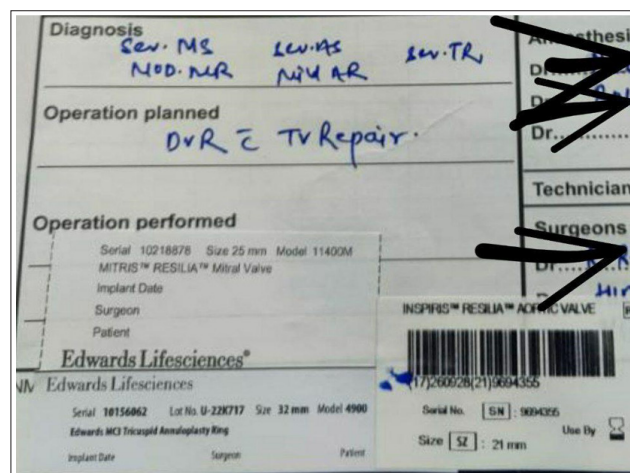 Diagnosis
Sev. MS Sev. AS Sev. TR
MOD. MR Mild AR
Operation planned
DVR c̄ TV Repair.
Operation performed
Serial 10218878 Size 25 mm Model 11400M
MITRIS™ RESILIA™ Mitral Valve
Implant Date
Surgeon
Patient
Edwards Lifesciences®
Edwards Lifesciences
Serial 10156062 Lot No. U-22K717 Size 32 mm Model 4900
Edwards MC3 Tricuspid Annuloplasty Ring
Implant Date Surgeon Patient
Dr.
Dr.
Technician
Surgeons
Dr.
INSPIRIS™ RESILIA™ AORTIC VALVE
(17)260928(21)9694355
Serial No. SN : 9694355
Use By
Size SZ : 21 mm